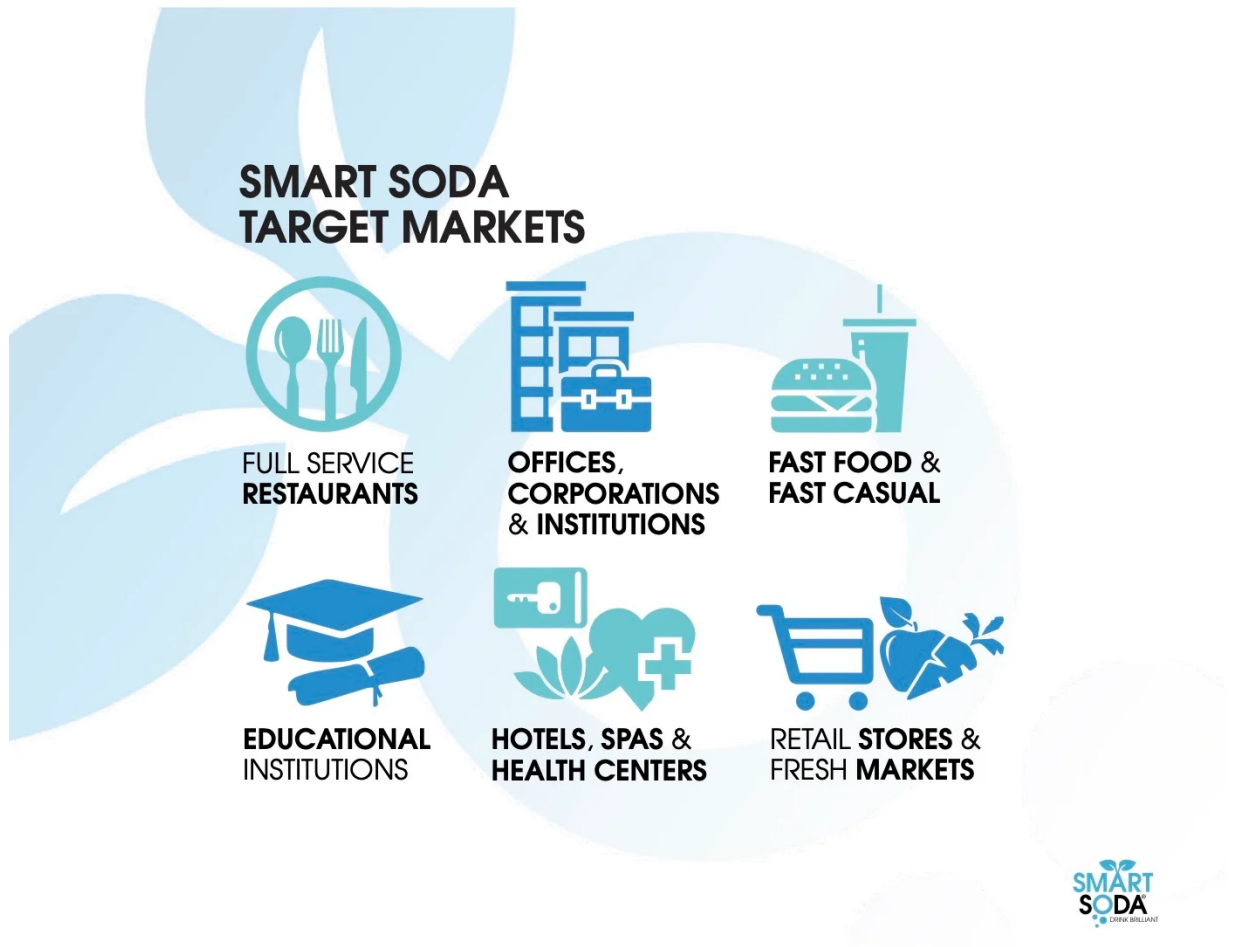 SMART SODA
TARGET MARKETS
FULL SERVICE
RESTAURANTS
OFFICES,
CORPORATIONS
& INSTITUTIONS
FAST FOOD &
FAST CASUAL
EDUCATIONAL
INSTITUTIONS
HOTELS, SPAS &
HEALTH CENTERS
RETAIL STORES &
FRESH MARKETS
SMART
SODA®
DRINK BRILLIANT